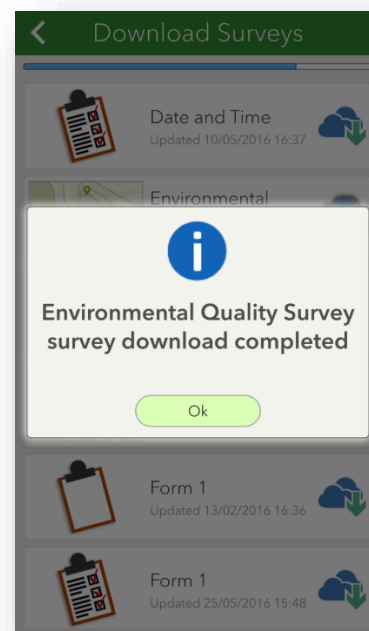 Download Surveys
Date and Time
Updated 10/05/2016 16:37
Environmental
Environmental Quality Survey
survey download completed
Ok
Form 1
Updated 13/02/2016 16:36
Form 1
Updated 25/05/2016 15:48